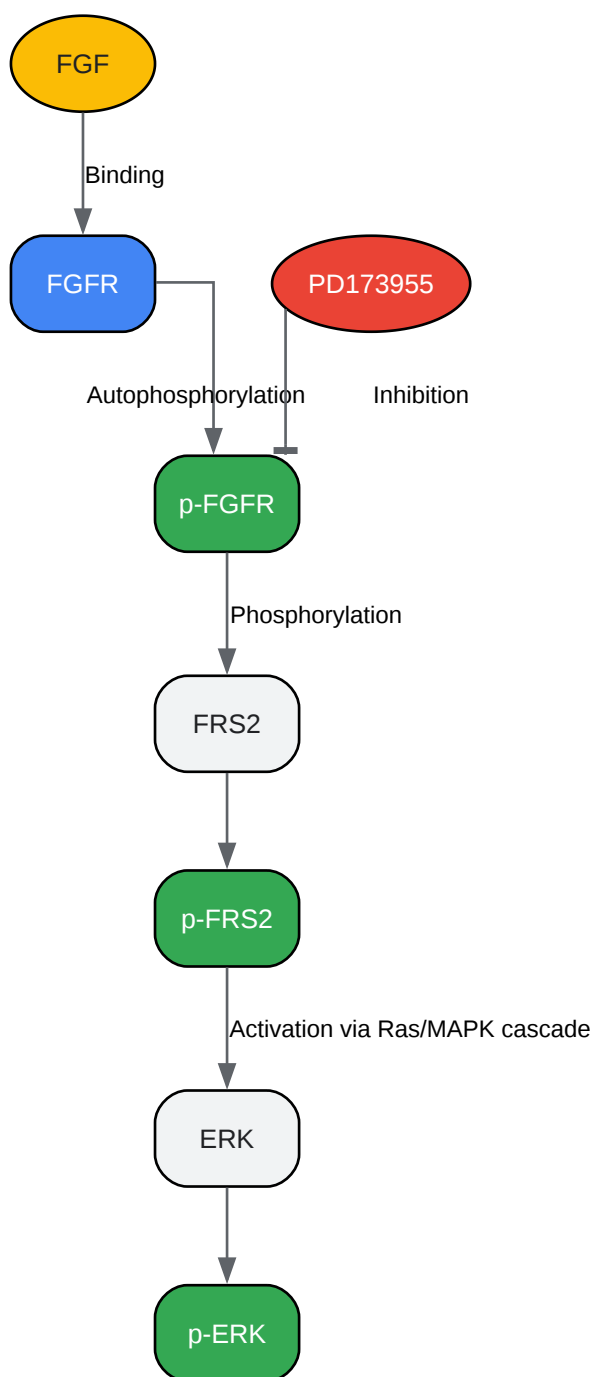 FGF
Binding
FGFR
PD173955
Autophosphorylation
Inhibition
p-FGFR
Phosphorylation
FRS2
p-FRS2
Activation via Ras/MAPK cascade
ERK
p-ERK